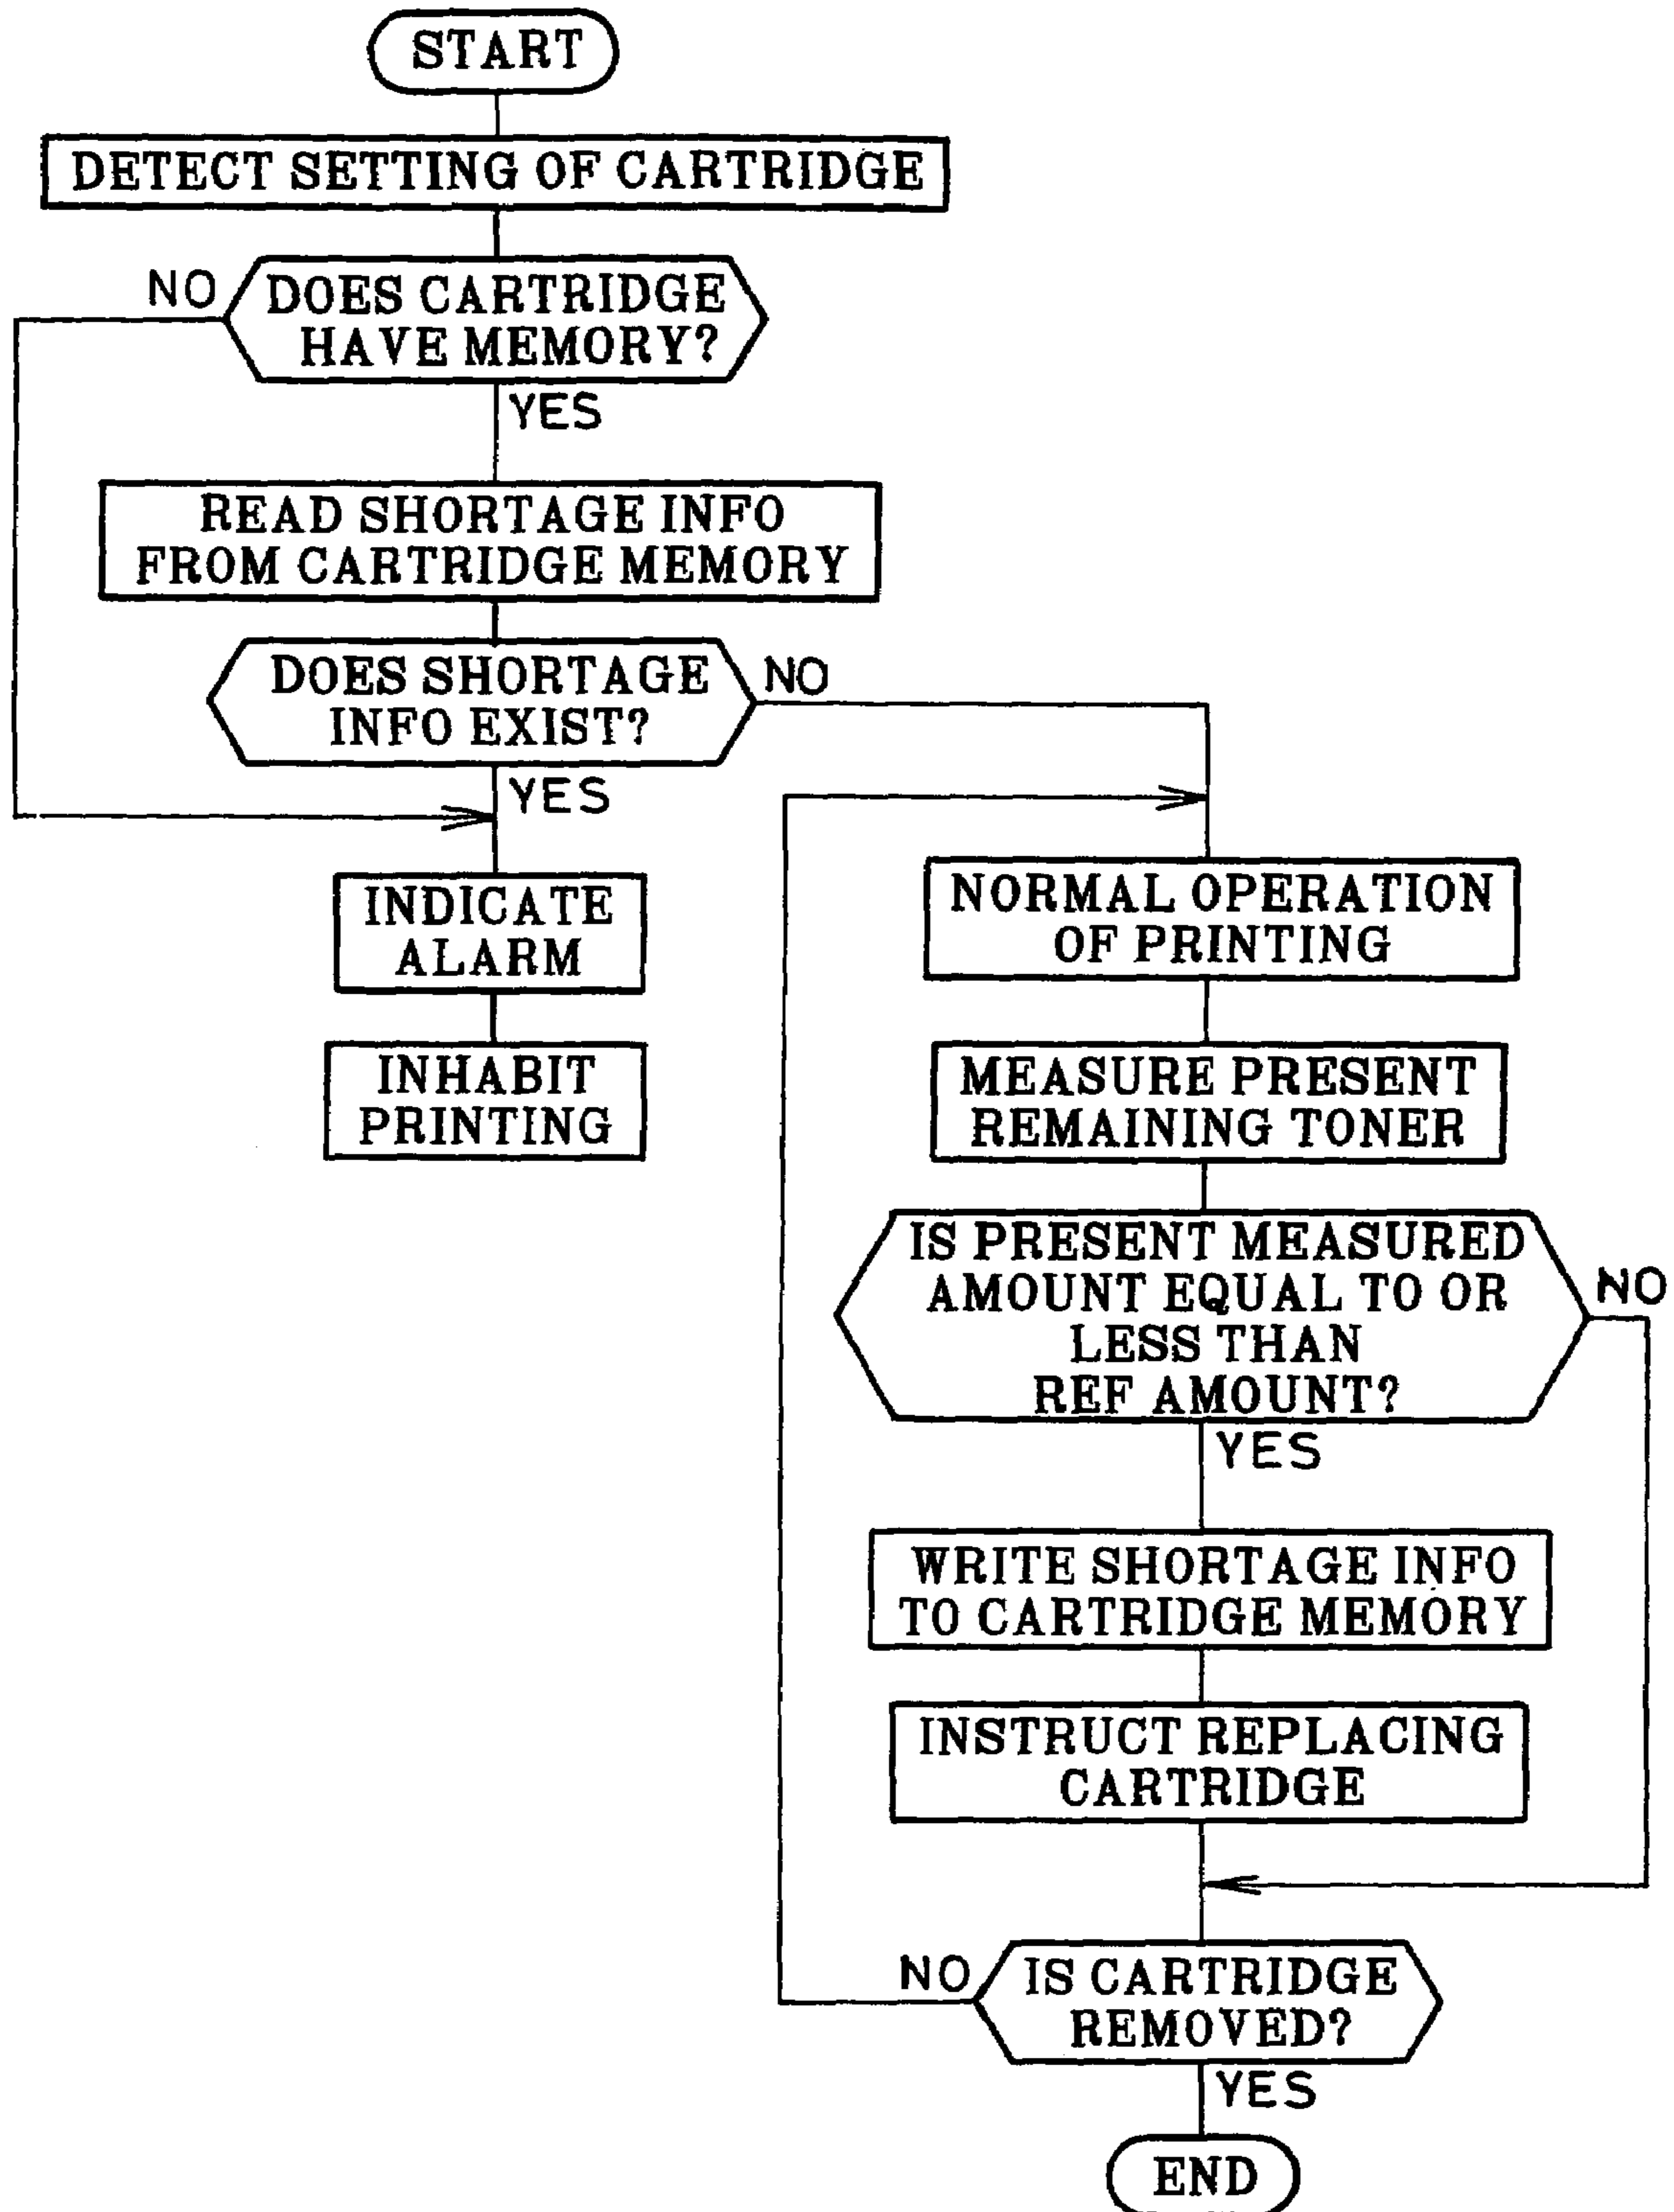 START
DETECT SETTING OF CARTRIDGE
NO
DOES CARTRIDGE
HAVE MEMORY?
YES
READ SHORTAGE INFO
FROM CARTRIDGE MEMORY
DOES SHORTAGE
INFO EXIST?
NO
YES
INDICATE
ALARM
INHABIT
PRINTING
NORMAL OPERATION
OF PRINTING
MEASURE PRESENT
REMAINING TONER
IS PRESENT MEASURED
AMOUNT EQUAL TO OR
LESS THAN
REF AMOUNT?
NO
YES
WRITE SHORTAGE INFO
TO CARTRIDGE MEMORY
INSTRUCT REPLACING
CARTRIDGE
NO
IS CARTRIDGE
REMOVED?
YES
END